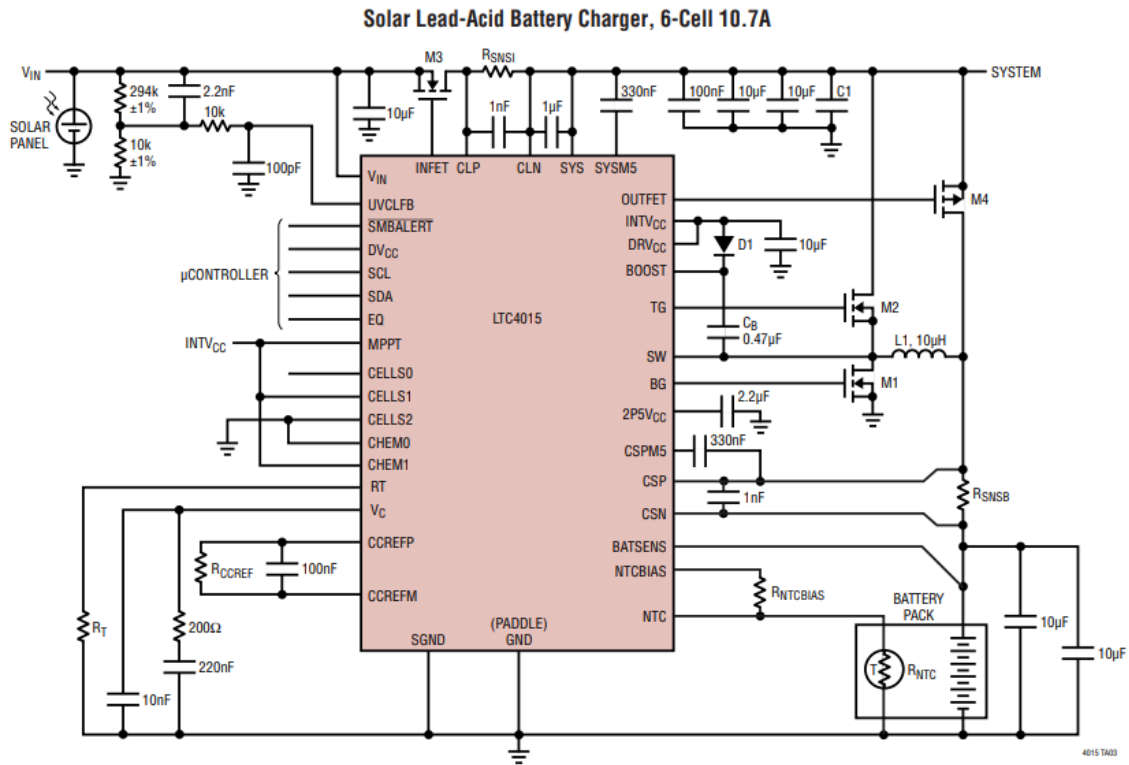 Solar Lead-Acid Battery Charger, 6-Cell 10.7A
VIN
SOLAR
PANEL
294k
±1%
10k
±1%
2.2nF
10k
100pF
10µF
M3
RSNSI
1nF
1µF
330nF
100nF
10µF
10µF
C1
SYSTEM
INFET
CLP
CLN
SYS
SYSM5
VIN
UVCLFB
SMBALERT
DVCC
SCL
SDA
EQ
µCONTROLLER
INTVCC
MPPT
CELLS0
CELLS1
CELLS2
CHEM0
CHEM1
RT
VC
CCREFP
CCREFM
LTC4015
OUTFET
INTVCC
DRVCC
BOOST
TG
SW
BG
2P5VCC
CSPM5
CSP
CSN
BATSENS
NTCBIAS
NTC
SGND
(PADDLE)
GND
M4
D1
10µF
CB
0.47µF
M2
L1, 10µH
M1
2.2µF
330nF
1nF
RSNSB
RNTCBIAS
BATTERY
PACK
T
RNTC
10µF
10µF
RCCREF
100nF
RT
200Ω
220nF
10nF
4015 TA03